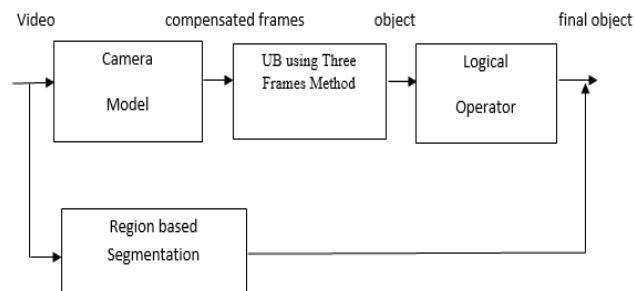 Video compensated frames object final object
Camera
Model
UB using Three
Frames Method
Logical
Operator
Region based
Segmentation